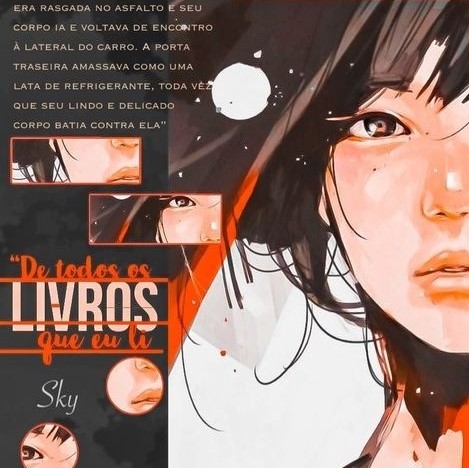 ERA RASGADA NO ASFALTO E SEU
CORPO IA E VOLTAVA DE ENCONTRO
À LATERAL DO CARRO. A PORTA
TRASEIRA AMASSAVA COMO UMA
LATA DE REFRIGERANTE, TODA VÊZ
QUE SEU LINDO E DELICADO
CORPO BATIA CONTRA ELA”
“De todos os
LIVROS
que eu li
Sky